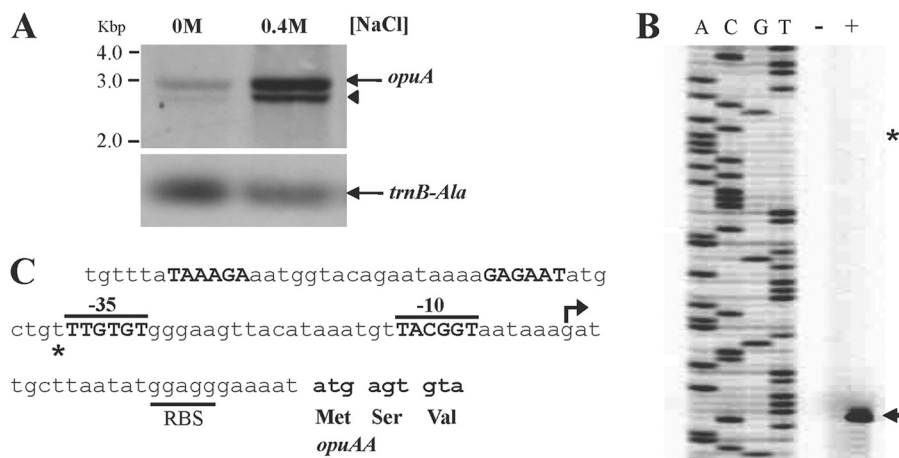 A
Kbp 0M 0.4M [NaCl]
4.0
3.0 opuA
2.0
trnB-Ala
B
A C G T - +
*
C
tgtttaTAAAGAaatggtacagaataaaaGAGAATatg
-35 -10
ctgtTTGTGTgggaagttacataaatgtTACGGTaataaagat
*
tgcttaatatggagggaaaat atg agt gta
RBS Met Ser Val
opuAA